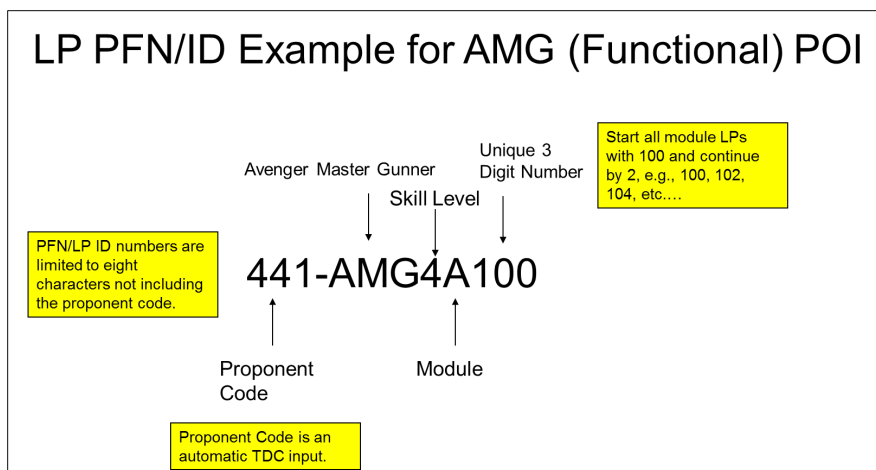 LP PFN/ID Example for AMG (Functional) POI
Avenger Master Gunner
Skill Level
Unique 3
Digit Number
Start all module LPs
with 100 and continue
by 2, e.g., 100, 102,
104, etc.…
PFN/LP ID numbers are
limited to eight
characters not including
the proponent code.
441-AMG4A100
Proponent
Code
Module
Proponent Code is an
automatic TDC input.